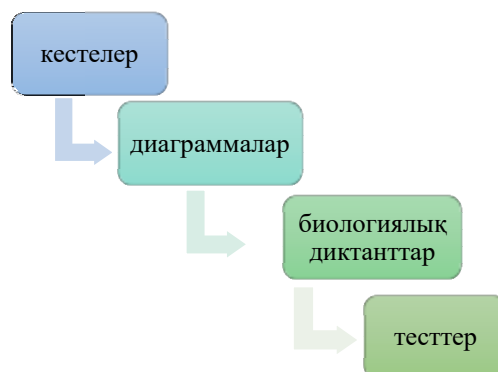 кестелер
диаграммалар
биологиялық
диктанттар
тесттер